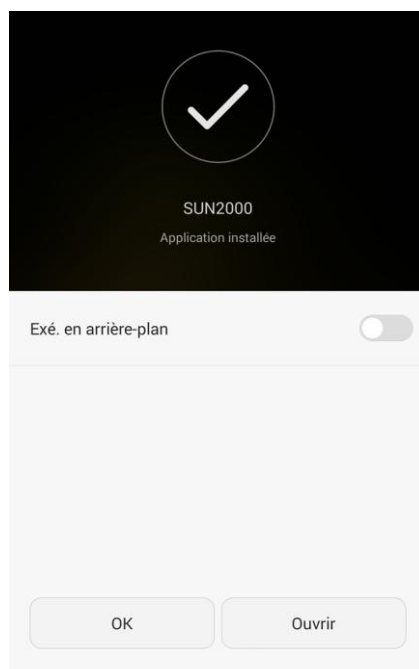 SUN2000
Application installée
Exé. en arrière-plan
OK
Ouvrir